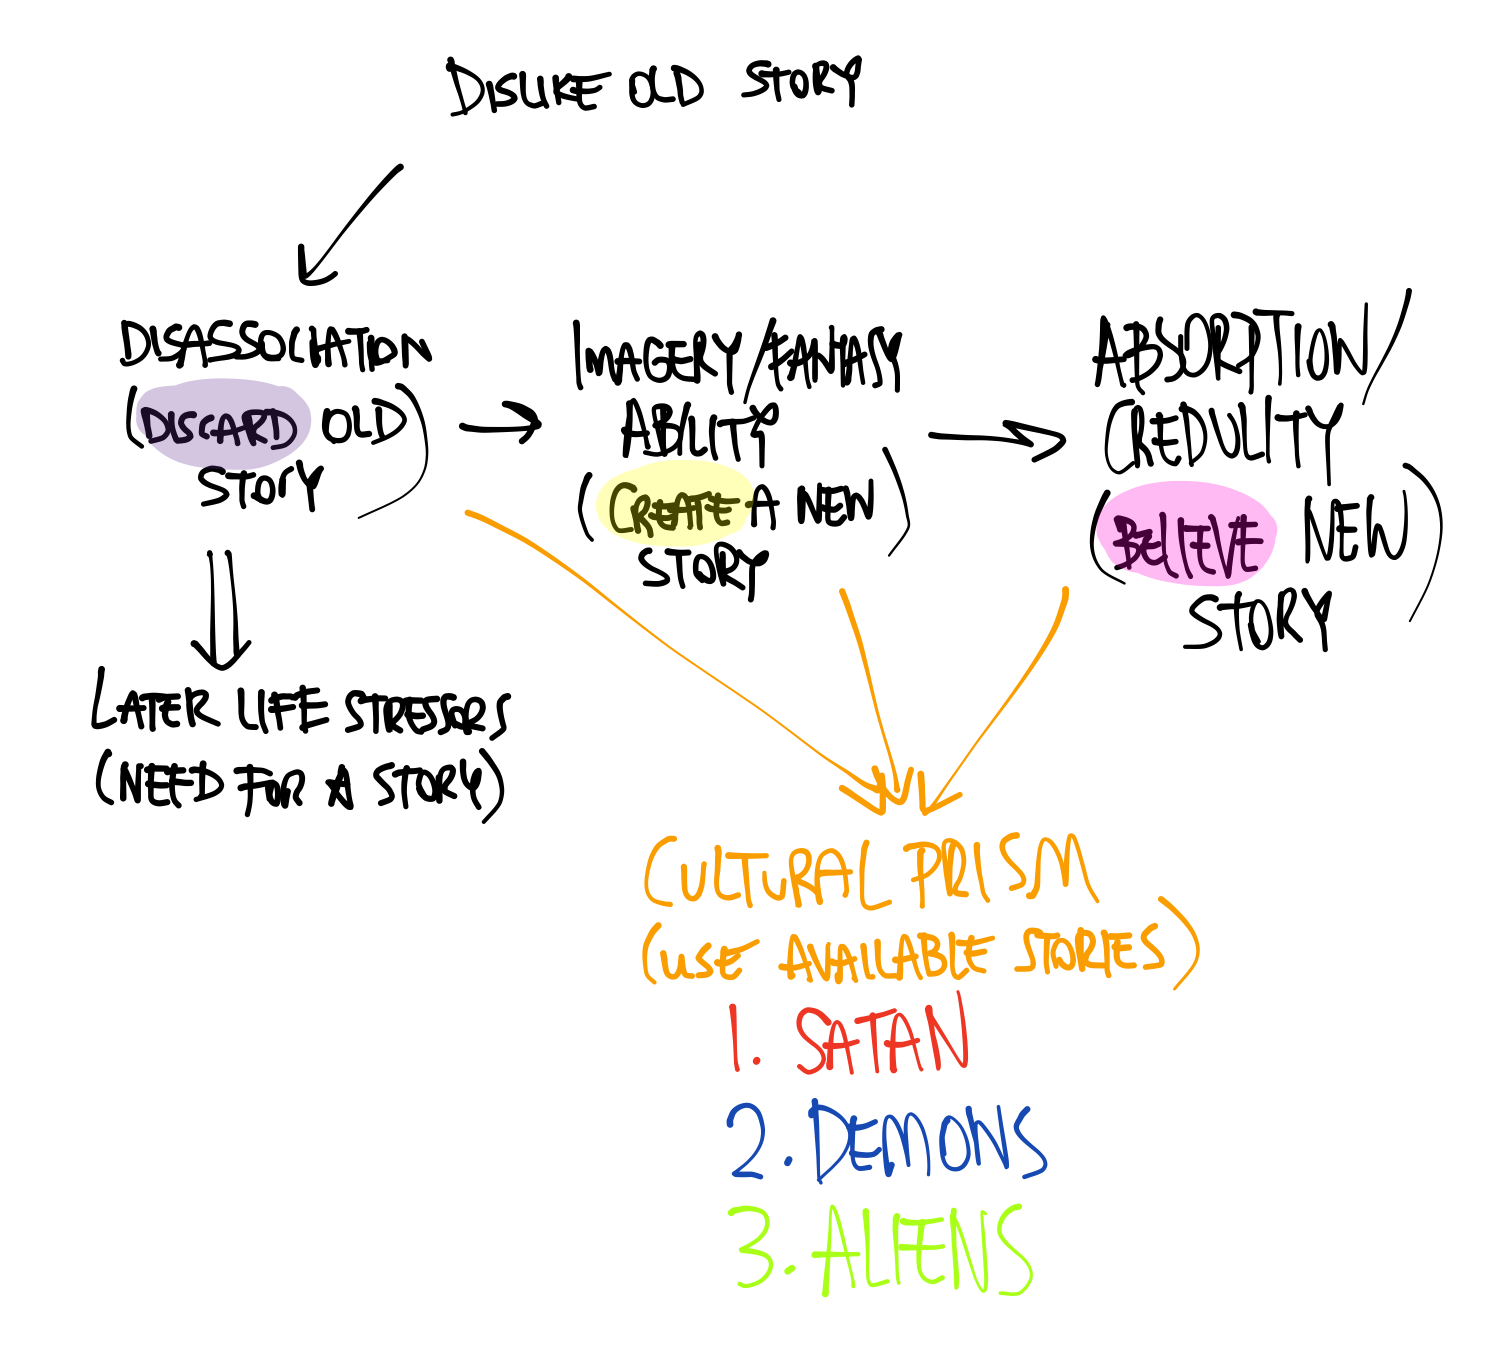 DISLIKE OLD STORY
DISASSOCIATION
(DISCARD OLD
STORY)
IMAGERY/FANTASY
ABILITY
(CREATE A NEW
STORY)
ABSORPTION/
CREDULITY
(BELIEVE NEW
STORY)
LATER LIFE STRESSORS
(NEED FOR A STORY)
CULTURAL PRISM
(USE AVAILABLE STORIES)
1. SATAN
2. DEMONS
3. ALIENS